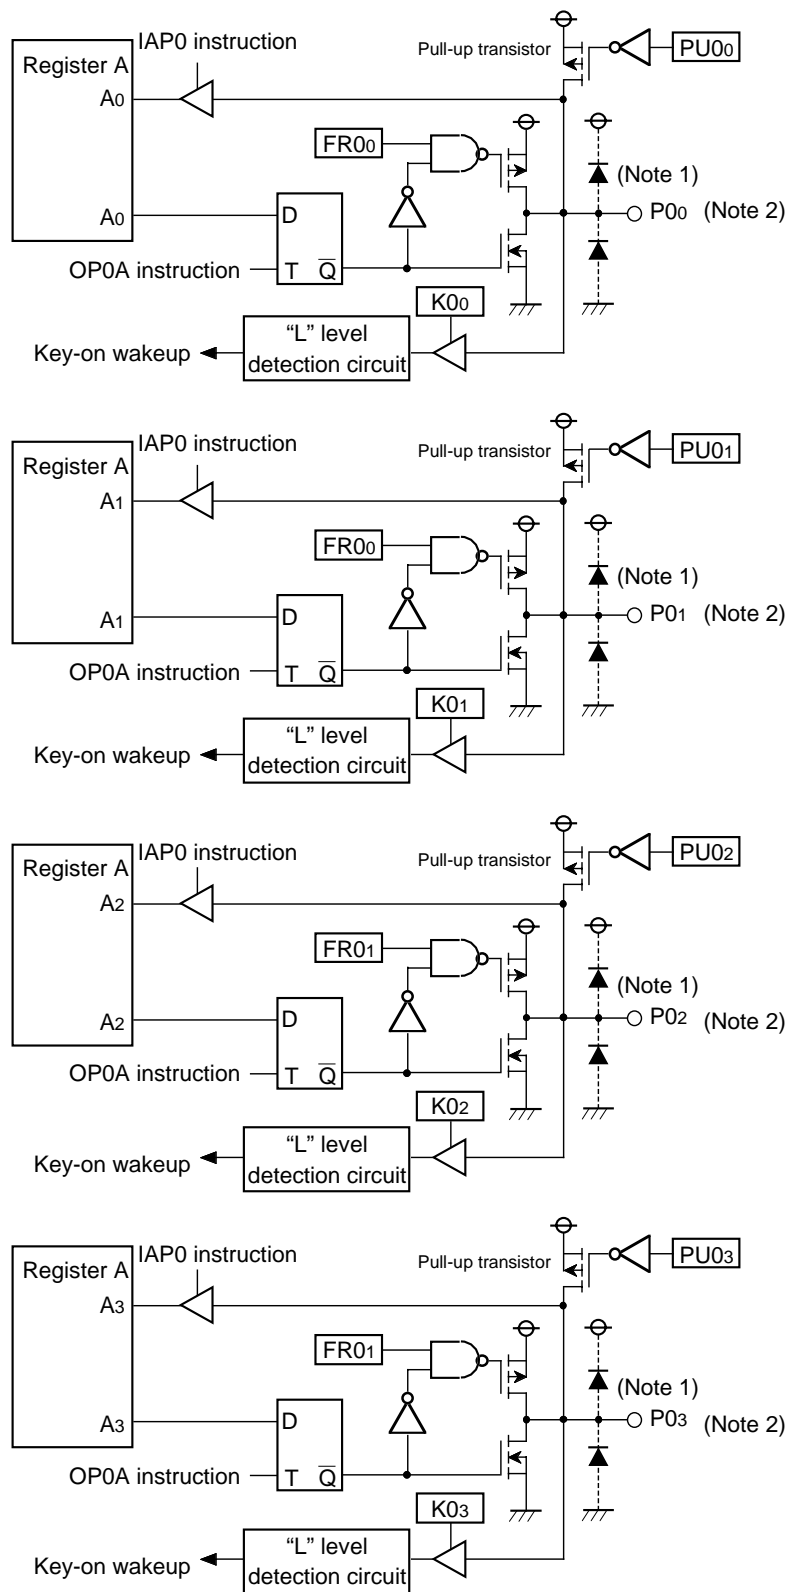 IAP0 instruction
Register A
Pull-up transistor
PU00
A0
FR00
(Note 1)
A0
D
P00 (Note 2)
OP0A instruction
T Q
K00
Key-on wakeup
“L” level
detection circuit
IAP0 instruction
Register A
Pull-up transistor
PU01
A1
FR00
(Note 1)
A1
D
P01 (Note 2)
OP0A instruction
T Q
K01
Key-on wakeup
“L” level
detection circuit
IAP0 instruction
Register A
Pull-up transistor
PU02
A2
FR01
(Note 1)
A2
D
P02 (Note 2)
OP0A instruction
T Q
K02
Key-on wakeup
“L” level
detection circuit
IAP0 instruction
Register A
Pull-up transistor
PU03
A3
FR01
(Note 1)
A3
D
P03 (Note 2)
OP0A instruction
T Q
K03
Key-on wakeup
“L” level
detection circuit